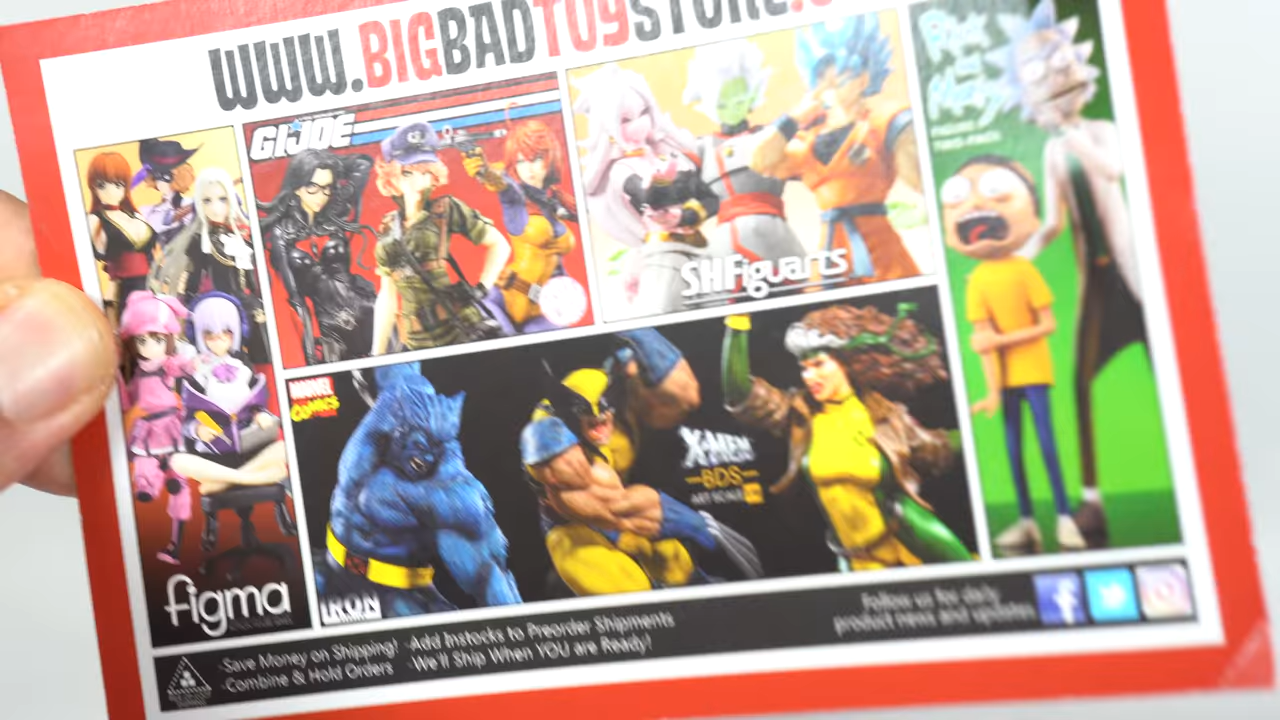 WWW.BIGBADTOYSTORE.C
GI JOE
Rick
and
Morty
SHFiguarts
MARVEL
COMICS
X-MEN
BDS
ART SCALE
figma
IRON
-Save Money on Shipping! -Add Instocks to Preorder Shipments
-Combine & Hold Orders -We'll Ship When YOU are Ready!
Follow us for daily
product news and updates